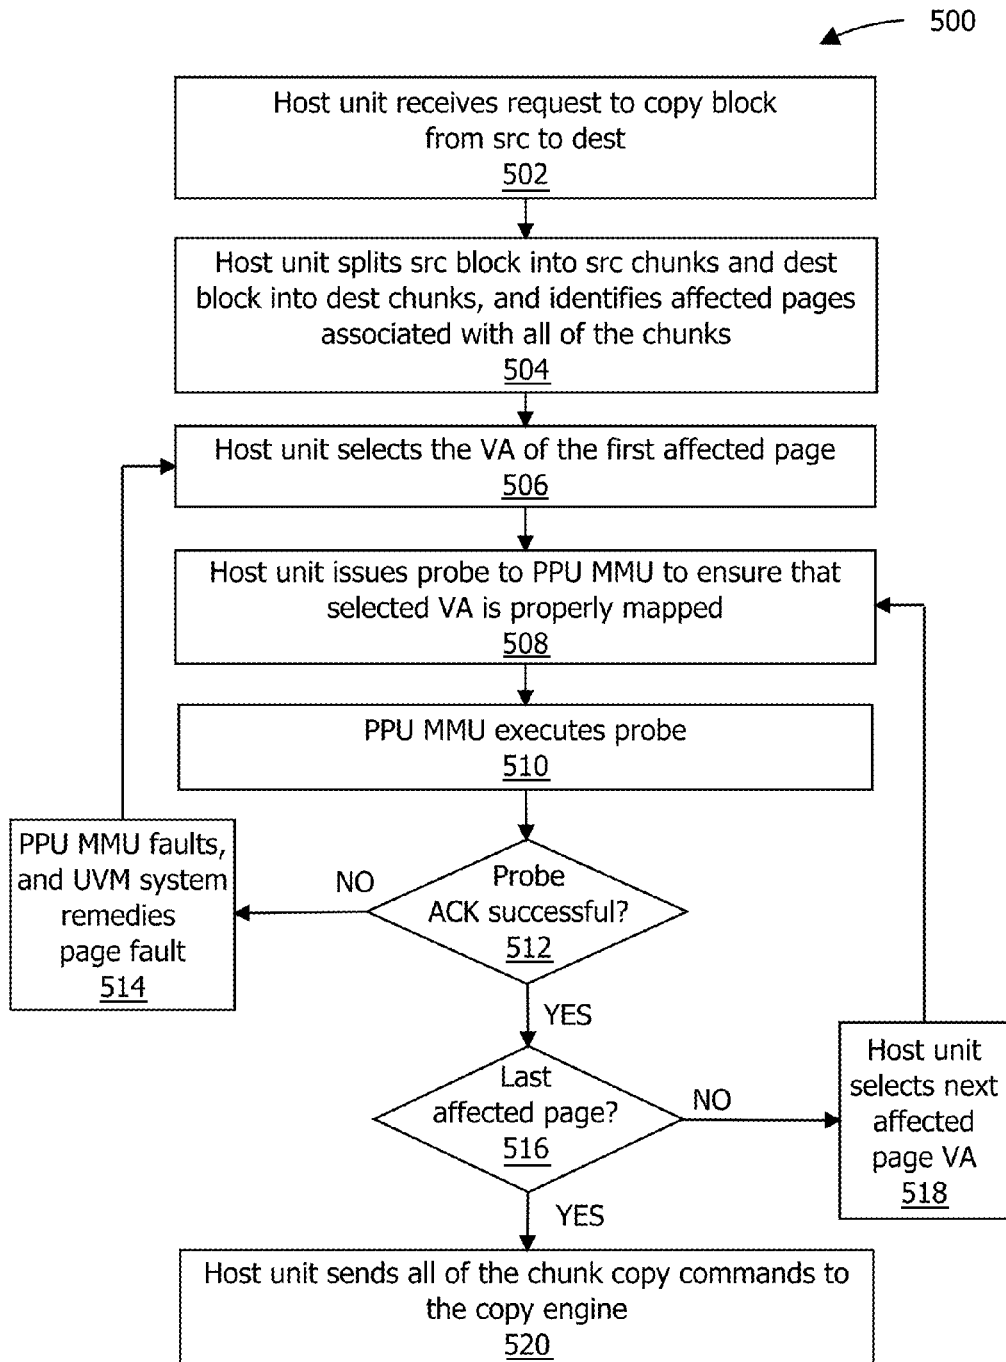 500
Host unit receives request to copy block
from src to dest
502
Host unit splits src block into src chunks and dest
block into dest chunks, and identifies affected pages
associated with all of the chunks
504
Host unit selects the VA of the first affected page
506
Host unit issues probe to PPU MMU to ensure that
selected VA is properly mapped
508
PPU MMU executes probe
510
PPU MMU faults,
and UVM system
remedies
page fault
514
NO
Probe
ACK successful?
512
YES
Last
affected page?
516
NO
Host unit
selects next
affected
page VA
518
YES
Host unit sends all of the chunk copy commands to
the copy engine
520